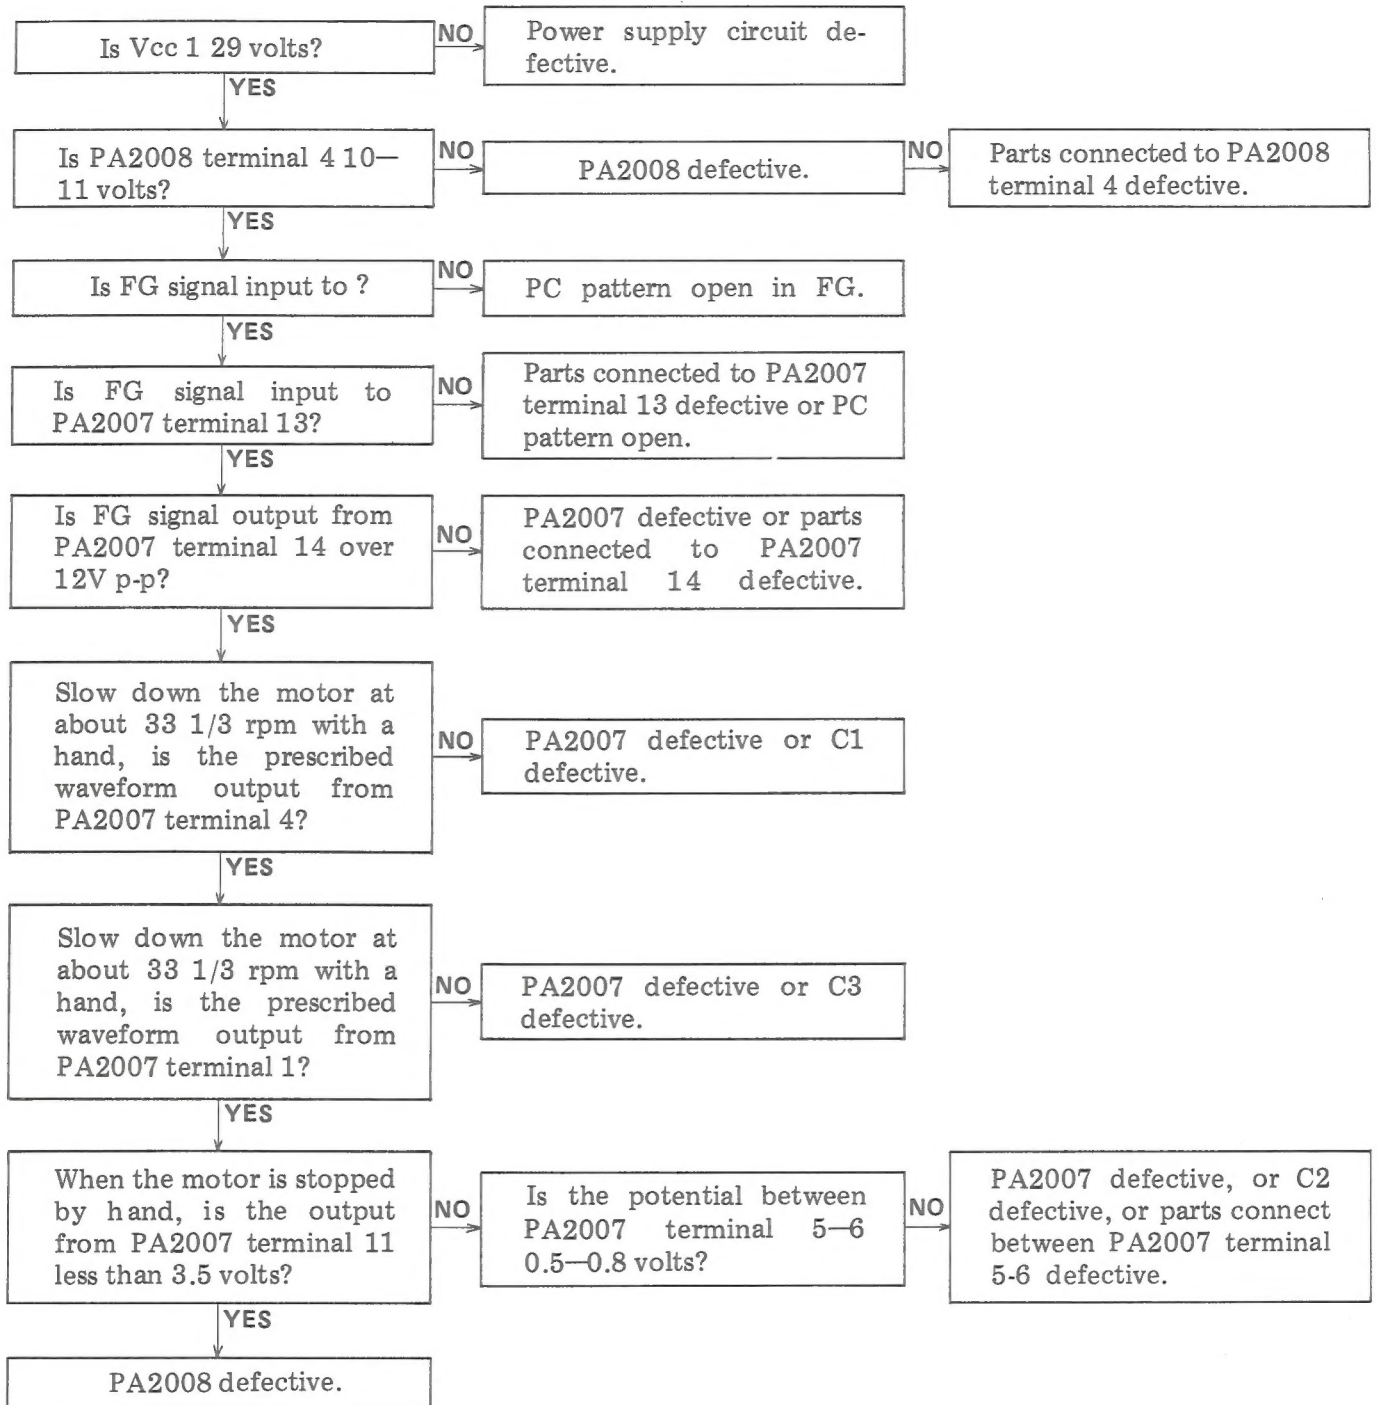 Is Vcc 1 29 volts?
NO
Power supply circuit de-
fective.
YES
Is PA2008 terminal 4 10—
11 volts?
NO
PA2008 defective.
NO
Parts connected to PA2008
terminal 4 defective.
YES
Is FG signal input to ?
NO
PC pattern open in FG.
YES
Is FG signal input to
PA2007 terminal 13?
NO
Parts connected to PA2007
terminal 13 defective or PC
pattern open.
YES
Is FG signal output from
PA2007 terminal 14 over
12V p-p?
NO
PA2007 defective or parts
connected to PA2007
terminal 14 defective.
YES
Slow down the motor at
about 33 1/3 rpm with a
hand, is the prescribed
waveform output from
PA2007 terminal 4?
NO
PA2007 defective or C1
defective.
YES
Slow down the motor at
about 33 1/3 rpm with a
hand, is the prescribed
waveform output from
PA2007 terminal 1?
NO
PA2007 defective or C3
defective.
YES
When the motor is stopped
by hand, is the output
from PA2007 terminal 11
less than 3.5 volts?
NO
Is the potential between
PA2007 terminal 5—6
0.5—0.8 volts?
NO
PA2007 defective, or C2
defective, or parts connect
between PA2007 terminal
5-6 defective.
YES
PA2008 defective.